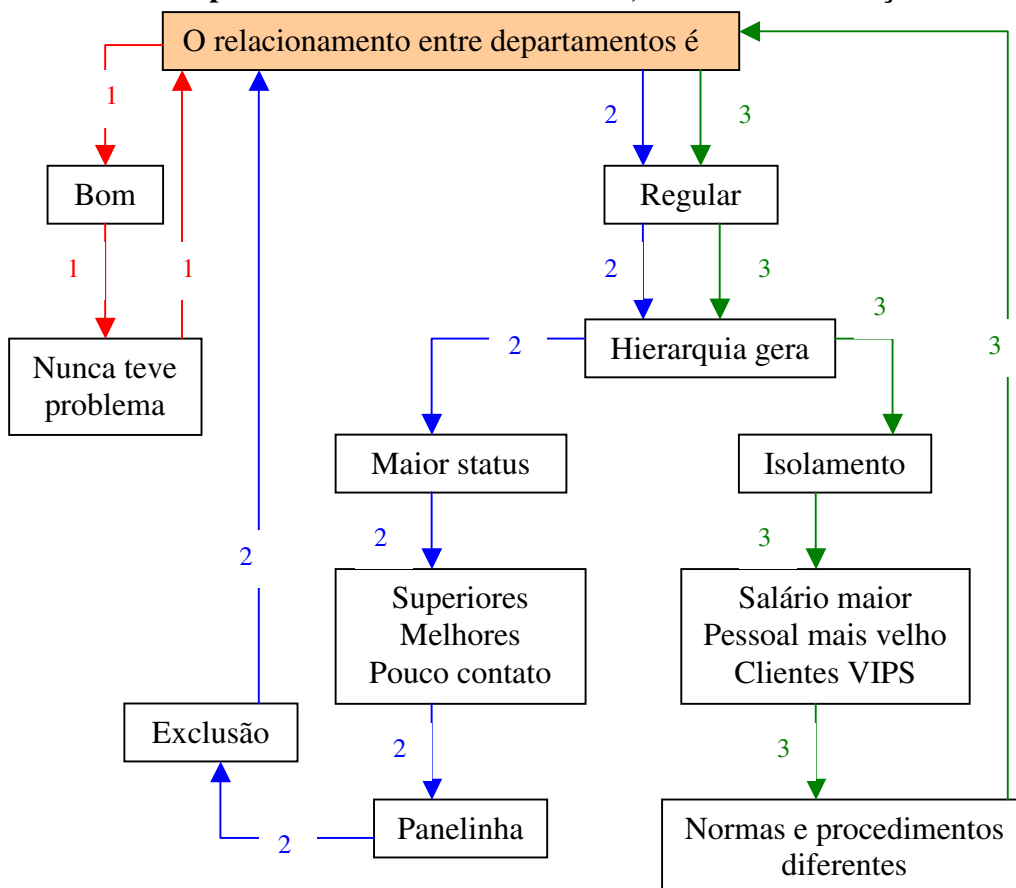 O relacionamento entre departamentos é
1
2
3
Bom
Regular
1
1
2
3
3
Nunca teve
problema
2
Hierarquia gera
3
Maior status
Isolamento
2
3
2
Superiores
Melhores
Pouco contato
Salário maior
Pessoal mais velho
Clientes VIPS
Exclusão
2
3
2
Panelinha
Normas e procedimentos
diferentes